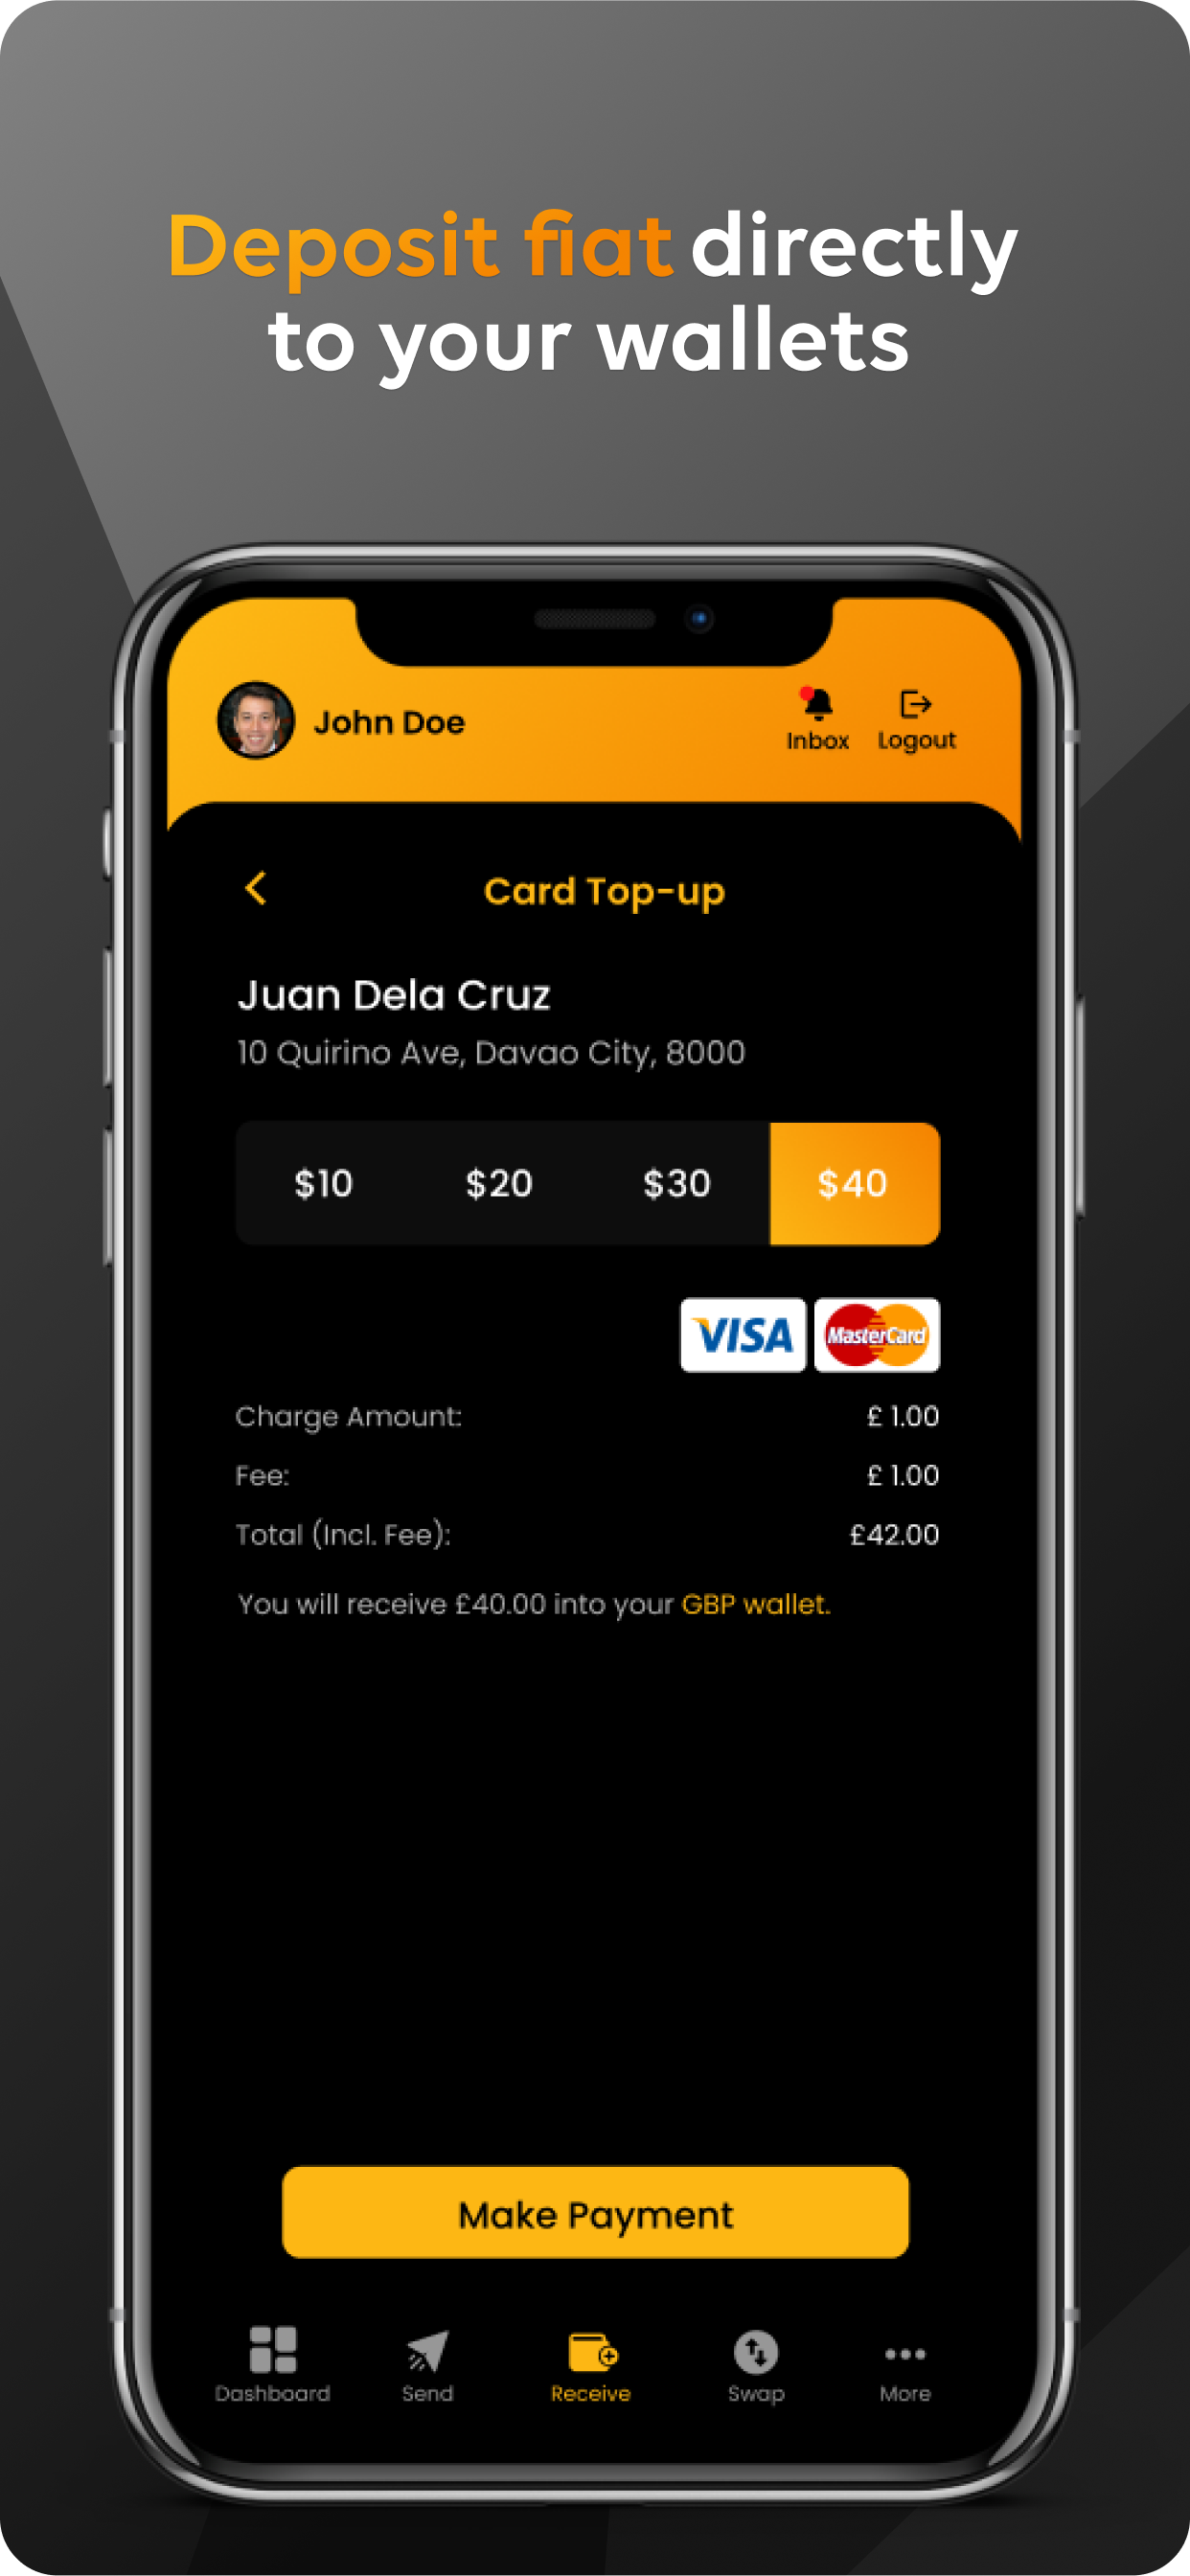 Deposit fiat directly
to your wallets
John Doe
Inbox
Logout
Card Top-up
Juan Dela Cruz
10 Quirino Ave, Davao City, 8000
$10 $20 $30 $40
VISA MasterCard
Charge Amount: £ 1.00
Fee: £ 1.00
Total (Incl. Fee): £42.00
You will receive £40.00 into your GBP wallet.
Make Payment
Dashboard Send Receive Swap More